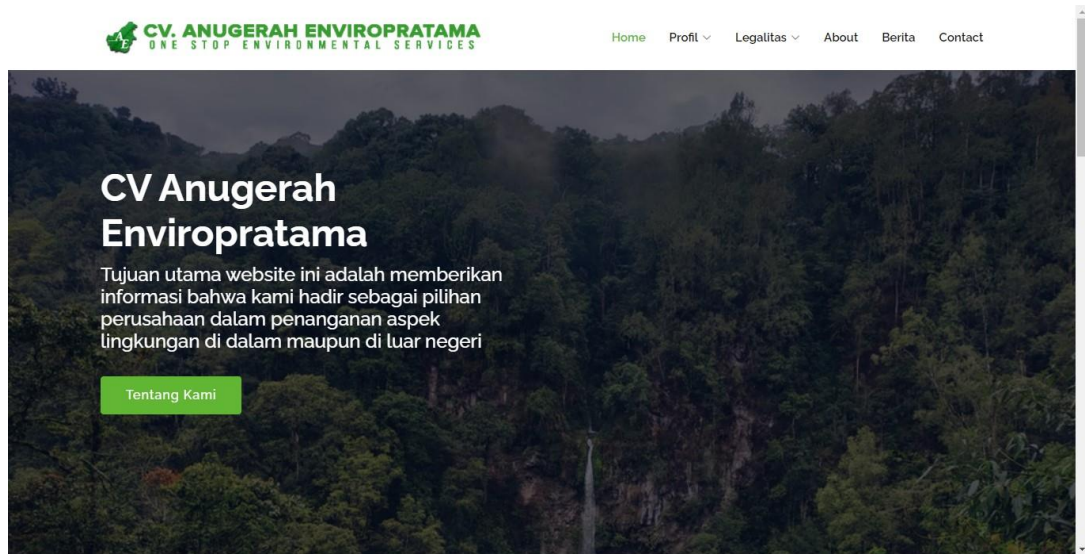 CV. ANUGERAH ENVIROPRATAMA
ONE STOP ENVIRONMENTAL SERVICES
Home Profil Legalitas About Berita Contact
CV Anugerah
Enviropratama
Tujuan utama website ini adalah memberikan
informasi bahwa kami hadir sebagai pilihan
perusahaan dalam penanganan aspek
lingkungan di dalam maupun di luar negeri
Tentang Kami